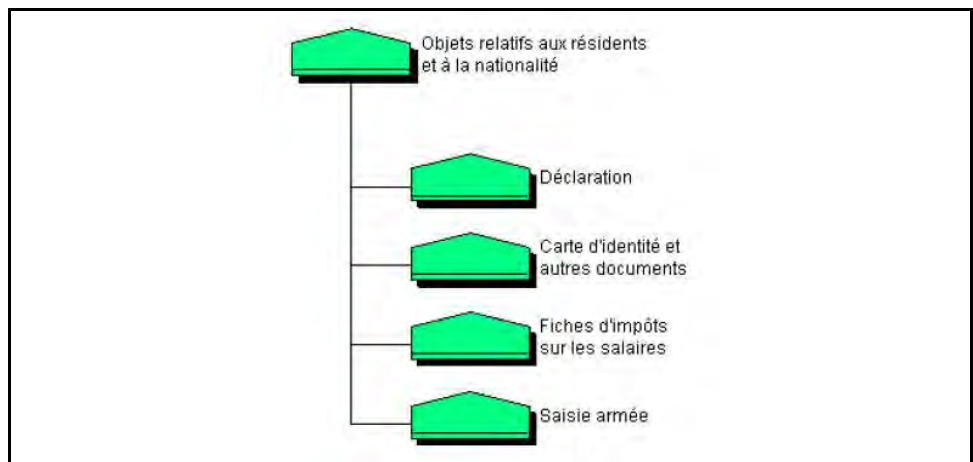 Objets relatifs aux résidents
et à la nationalité
Déclaration
Carte d'identité et
autres documents
Fiches d'impôts
sur les salaires
Saisie armée